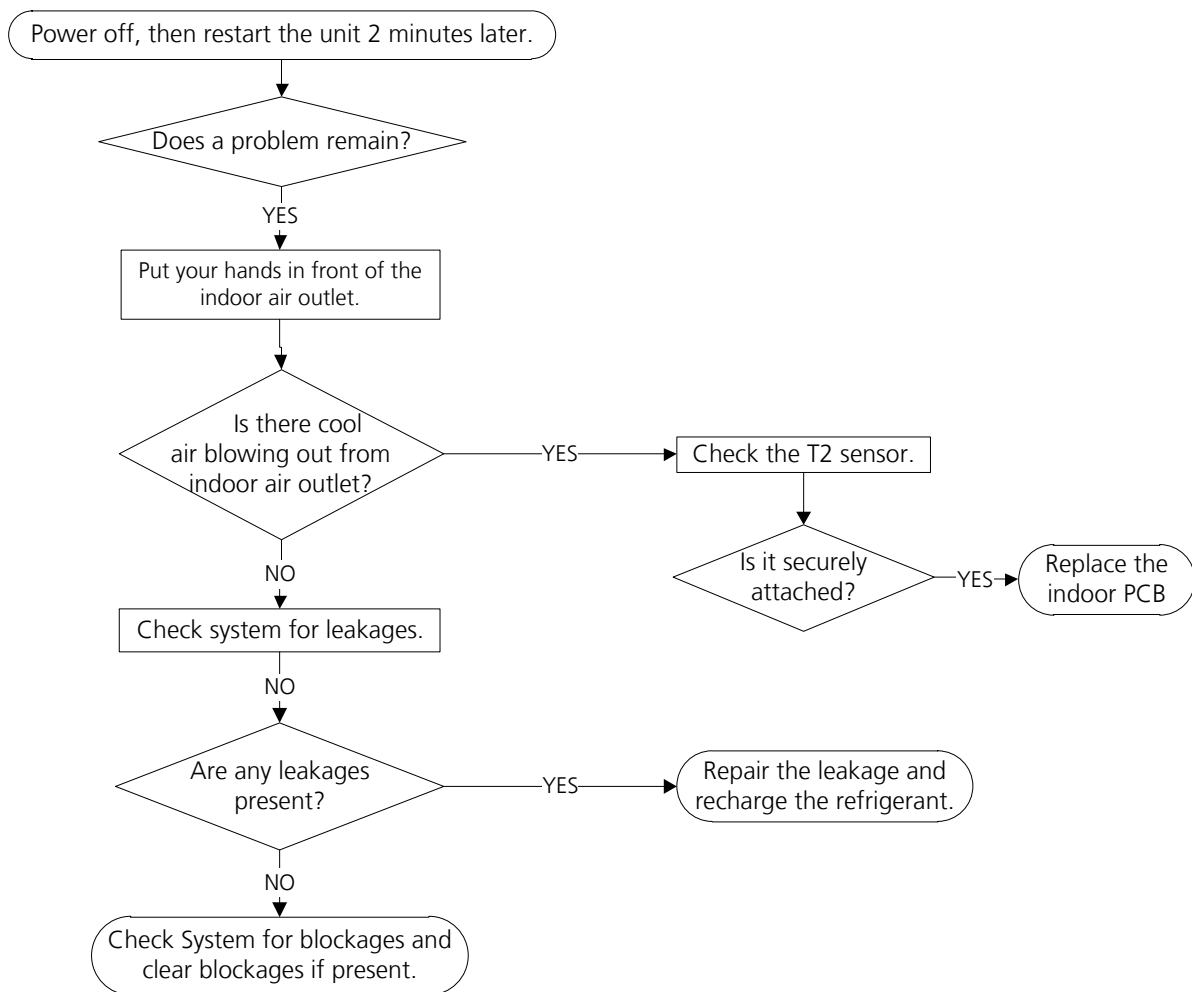 Power off, then restart the unit 2 minutes later.
Does a problem remain?
YES
Put your hands in front of the
indoor air outlet.
Is there cool
air blowing out from
indoor air outlet?
YES
Check the T2 sensor.
Is it securely
attached?
YES
Replace the
indoor PCB
NO
Check system for leakages.
NO
Are any leakages
present?
YES
Repair the leakage and
recharge the refrigerant.
NO
Check System for blockages and
clear blockages if present.